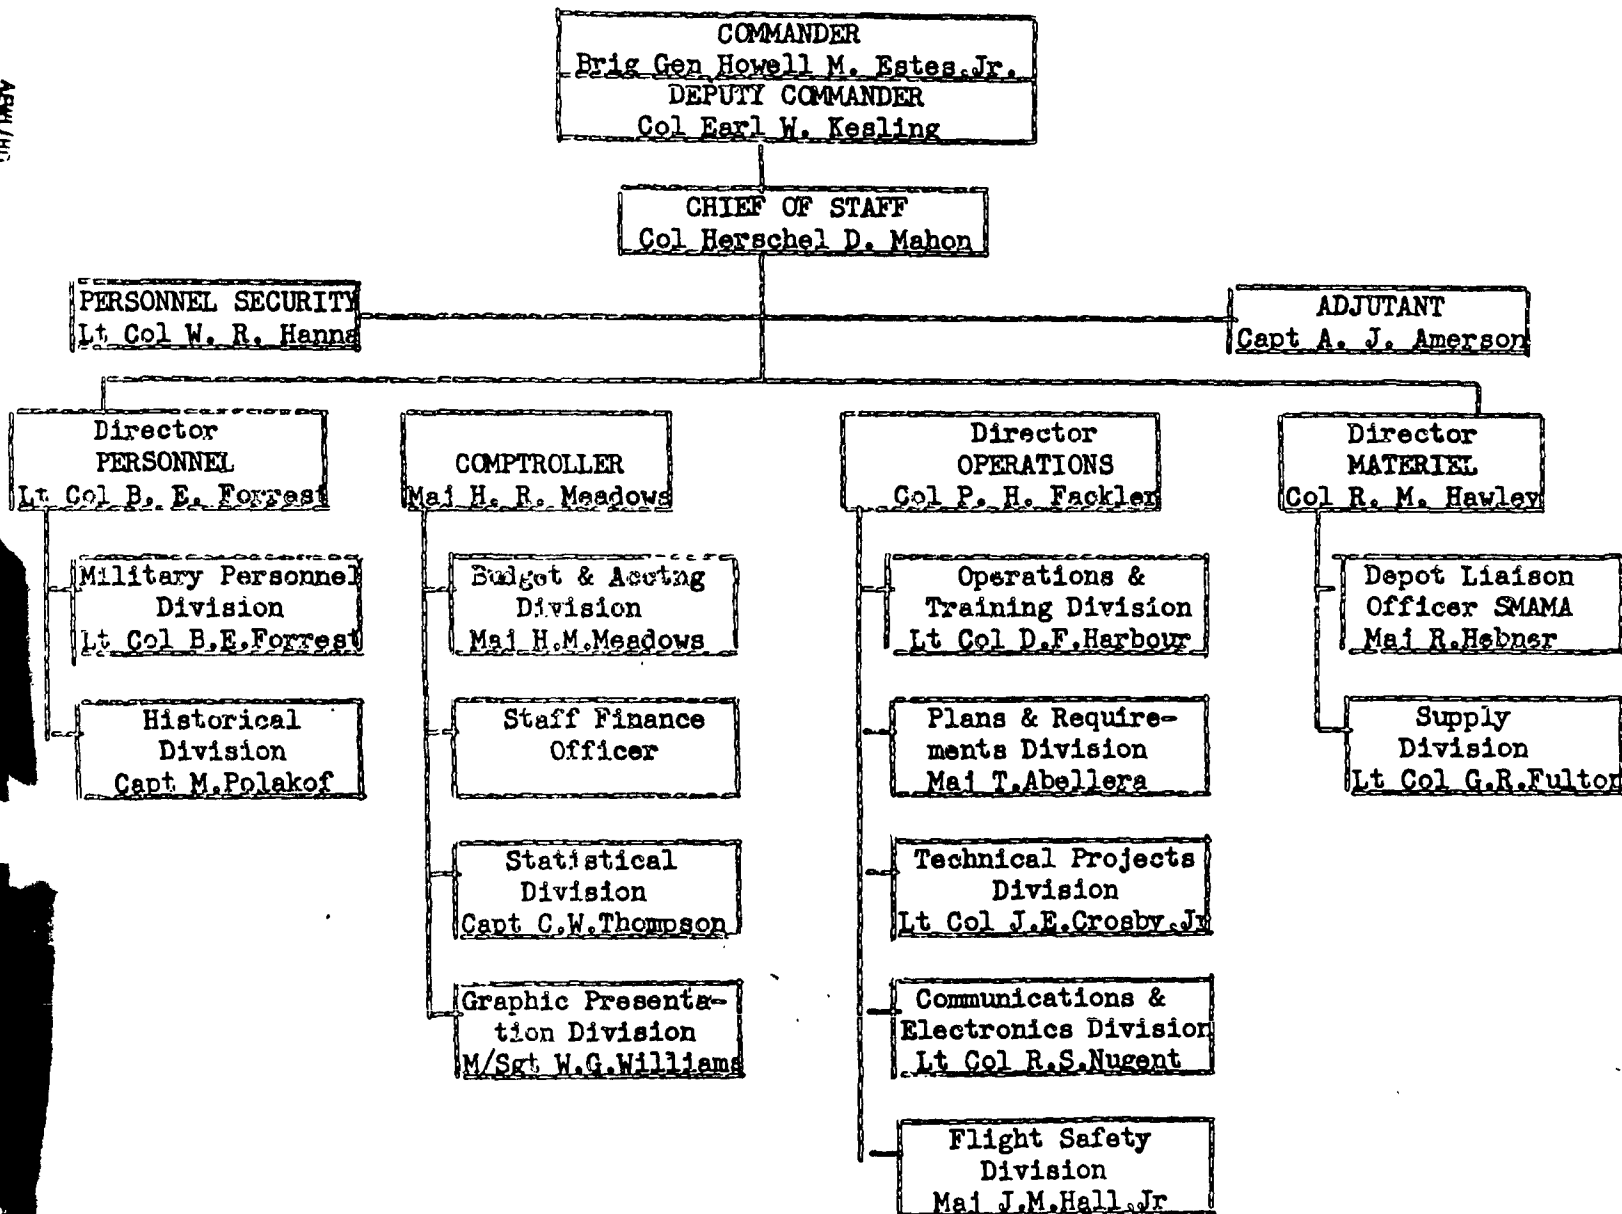 COMMANDER
Brig Gen Howell M. Estes,Jr.
DEPUTY COMMANDER
Col Earl W. Kesling
CHIEF OF STAFF
Col Herschel D. Mahon
PERSONNEL SECURITY
Lt Col W. R. Hanna
ADJUTANT
Capt A. J. Amerson
Director
PERSONNEL
Lt Col B. E. Forrest
COMPTROLLER
Maj H. R. Meadows
Director
OPERATIONS
Col P. H. Fackler
Director
MATERIEL
Col R. M. Hawley
Military Personnel
Division
Lt Col B.E.Forrest
Historical
Division
Capt M.Polakof
Budget & Acctng
Division
Maj H.M.Meadows
Staff Finance
Officer
Statistical
Division
Capt C.W.Thompson
Graphic Presenta-
tion Division
M/Sgt W.G.Williams
Operations &
Training Division
Lt Col D.F.Harbour
Plans & Require-
ments Division
Maj T.Abellera
Technical Projects
Division
Lt Col J.E.Crosby,Jr
Communications &
Electronics Division
Lt Col R.S.Nugent
Flight Safety
Division
Maj J.M.Hall,Jr
Depot Liaison
Officer SMAMA
Maj R.Hebner
Supply
Division
Lt Col G.R.Fulton